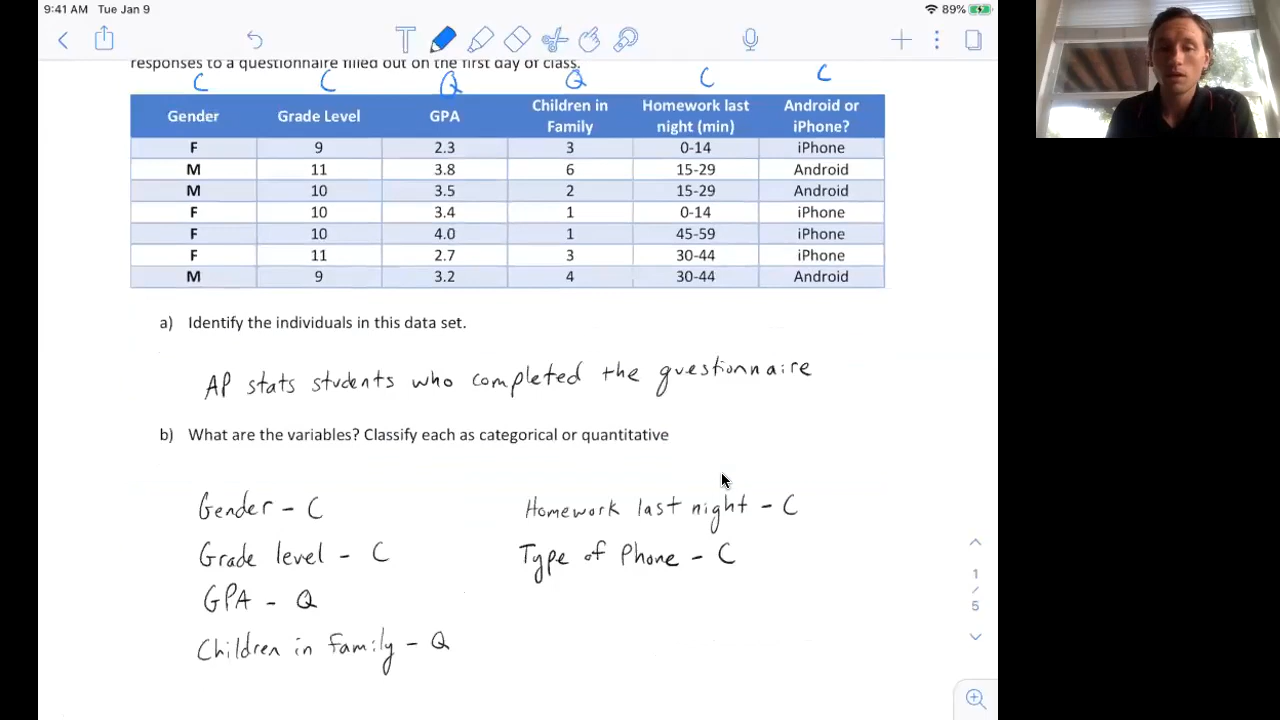 9:41 AM Tue Jan 9
89%
responses to a questionnaire filled out on the first day of class.
C C Q Q C C
Gender Grade Level GPA Children in Family Homework last night (min) Android or iPhone?
F 9 2.3 3 0-14 iPhone
M 11 3.8 6 15-29 Android
M 10 3.5 2 15-29 Android
F 10 3.4 1 0-14 iPhone
F 10 4.0 1 45-59 iPhone
F 11 2.7 3 30-44 iPhone
M 9 3.2 4 30-44 Android
a) Identify the individuals in this data set.
AP stats students who completed the questionnaire
b) What are the variables? Classify each as categorical or quantitative
Gender - C
Grade level - C
GPA - Q
Children in family - Q
Homework last night - C
Type of Phone - C
1
/
5